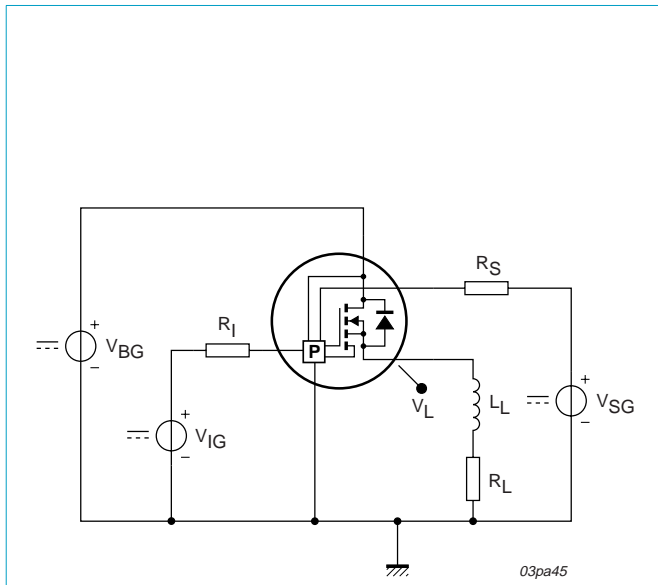 R_S
R_I
P
+
V_BG
−
+
V_IG
−
V_L
L_L
+
V_SG
−
R_L
03pa45